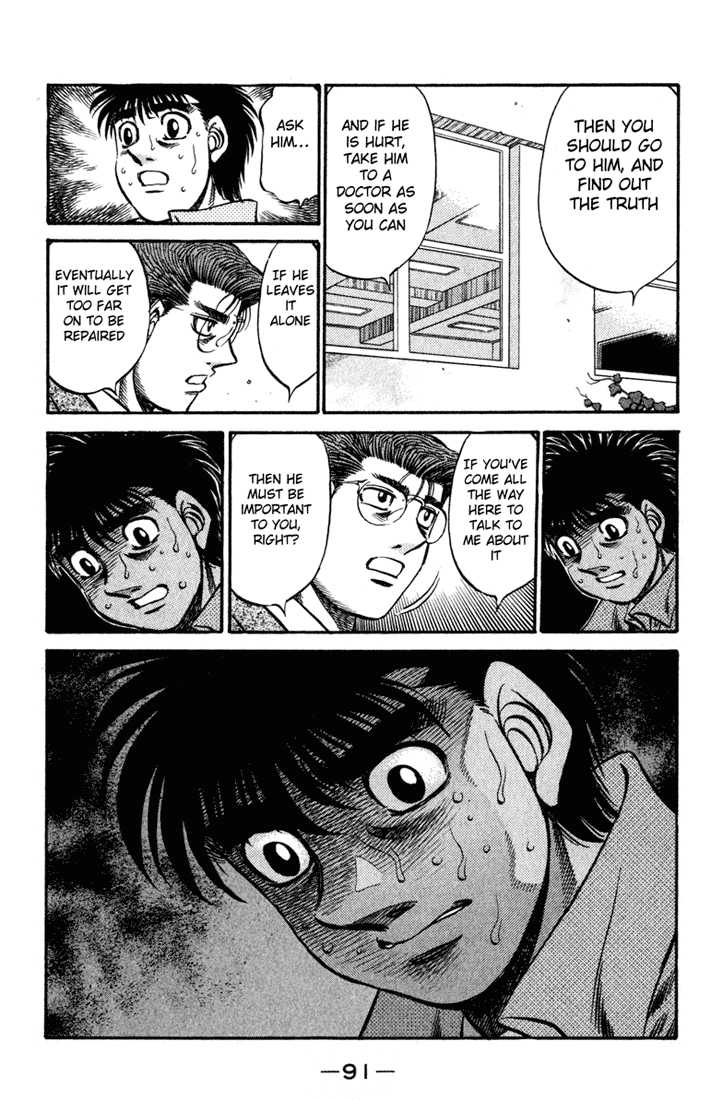 THEN YOU
SHOULD GO
TO HIM, AND
FIND OUT
THE TRUTH
AND IF HE
IS HURT,
TAKE HIM
TO A
DOCTOR AS
SOON AS
YOU CAN
ASK
HIM...
IF HE
LEAVES
IT
ALONE
EVENTUALLY
IT WILL GET
TOO FAR
ON TO BE
REPAIRED
IF YOU'VE
COME ALL
THE WAY
HERE TO
TALK TO
ME ABOUT
IT
THEN HE
MUST BE
IMPORTANT
TO YOU,
RIGHT?
—91—